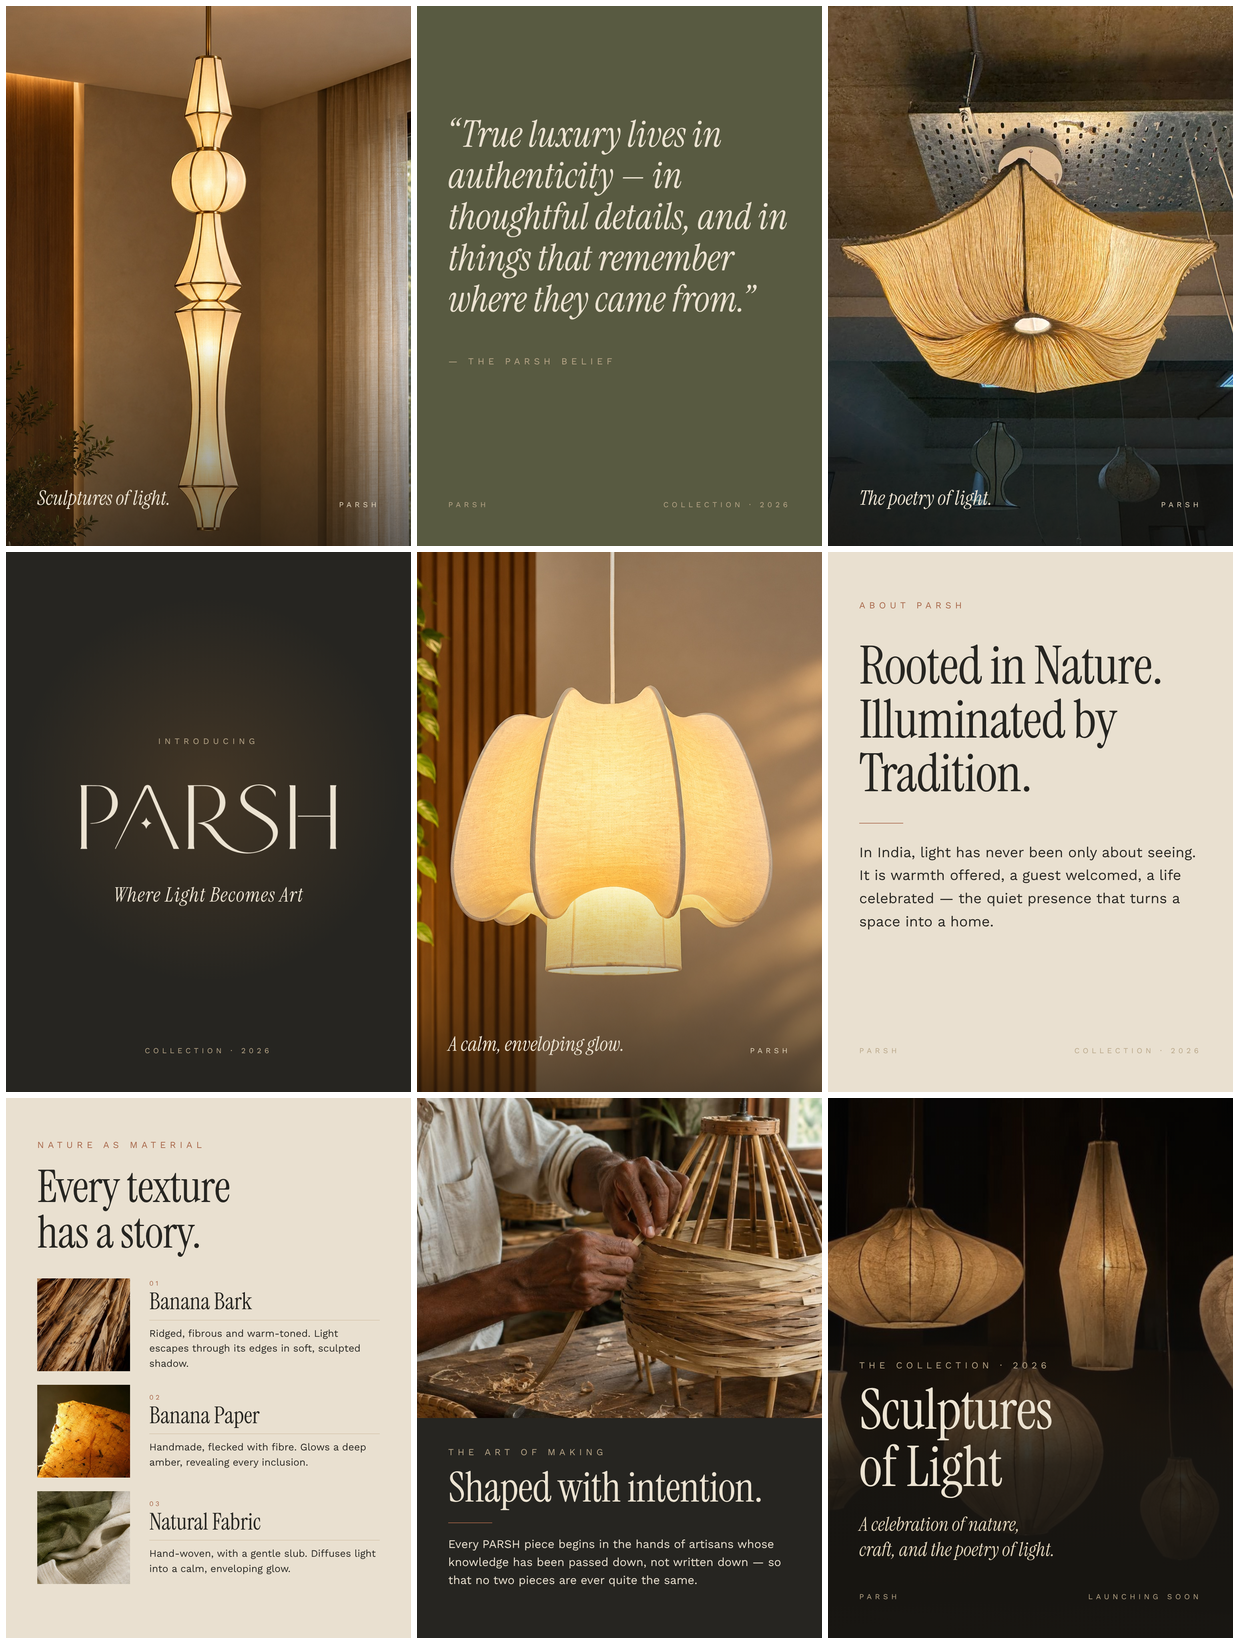 Sculptures of light.
PARSH
“True luxury lives in
authenticity — in
thoughtful details, and in
things that remember
where they came from.”
— THE PARSH BELIEF
PARSH
COLLECTION · 2026
The poetry of light.
PARSH
INTRODUCING
PARSH
Where Light Becomes Art
COLLECTION · 2026
A calm, enveloping glow.
PARSH
ABOUT PARSH
Rooted in Nature.
Illuminated by
Tradition.
In India, light has never been only about seeing.
It is warmth offered, a guest welcomed, a life
celebrated — the quiet presence that turns a
space into a home.
PARSH
COLLECTION · 2026
NATURE AS MATERIAL
Every texture
has a story.
01
Banana Bark
Ridged, fibrous and warm-toned. Light
escapes through its edges in soft, sculpted
shadow.
02
Banana Paper
Handmade, flecked with fibre. Glows a deep
amber, revealing every inclusion.
03
Natural Fabric
Hand-woven, with a gentle slub. Diffuses light
into a calm, enveloping glow.
THE ART OF MAKING
Shaped with intention.
Every PARSH piece begins in the hands of artisans whose
knowledge has been passed down, not written down — so
that no two pieces are ever quite the same.
THE COLLECTION · 2026
Sculptures
of Light
A celebration of nature,
craft, and the poetry of light.
PARSH
LAUNCHING SOON